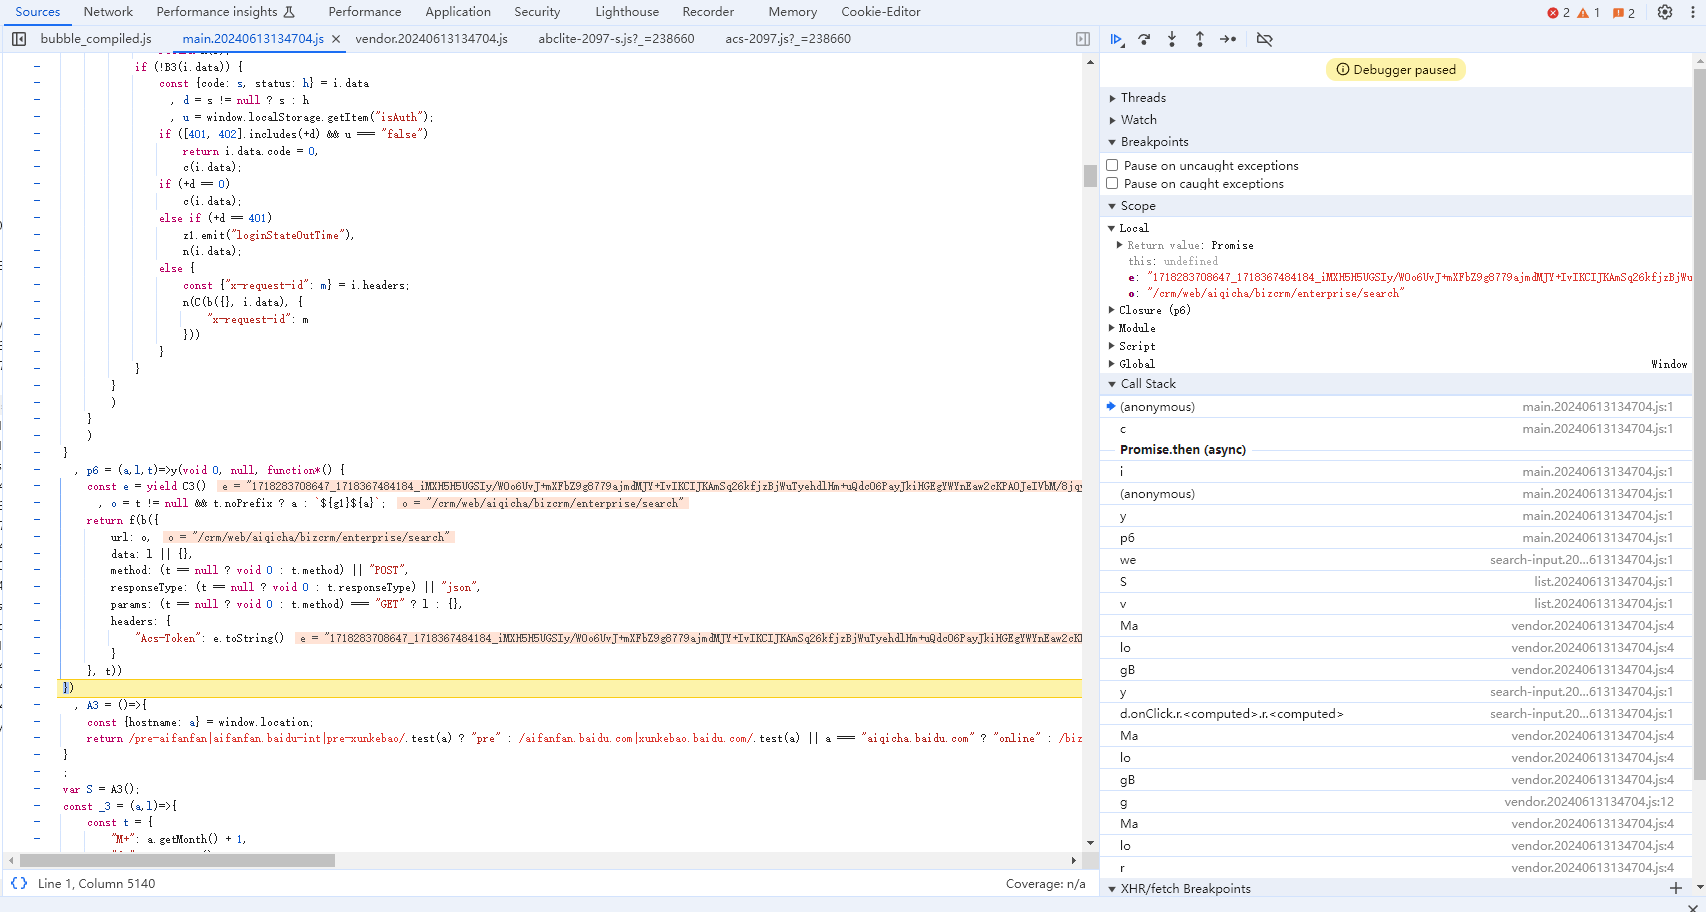 Sources Network Performance insights Performance Application Security Lighthouse Recorder Memory Cookie-Editor 2 1 2
bubble_compiled.js main.20240613134704.js × vendor.20240613134704.js abclite-2097-s.js?_=238660 acs-2097.js?_=238660
if (!B3(i.data)) {
const {code: s, status: h} = i.data
, d = s != null ? s : h
, u = window.localStorage.getItem("isAuth");
if ([401, 402].includes(+d) && u === "false")
return i.data.code = 0,
c(i.data);
if (+d == 0)
c(i.data);
else if (+d == 401)
z1.emit("loginStateOutTime"),
n(i.data);
else {
const {"x-request-id": m} = i.headers;
n(C(b({}, i.data), {
"x-request-id": m
}))
}
}
}
)
}
)
}
, p6 = (a,l,t)=>y(void 0, null, function*() {
const e = yield C3() e = "1718283708647_1718367484184_iMXH5H5UGSIy/WOo6UvJ+mXFbZ9g8779ajmdMJY+IvIKCIJKAmSq26kfjzBjWuTyehdlHm+uQdcO6PayJkiHGEgYWYnEaw2cKPAOJeIVbM/8jqy
, o = t != null && t.noPrefix ? a : `${g1}${a}`; o = "/crm/web/aiqicha/bizcrm/enterprise/search"
return f(b({
url: o, o = "/crm/web/aiqicha/bizcrm/enterprise/search"
data: l || {},
method: (t == null ? void 0 : t.method) || "POST",
responseType: (t == null ? void 0 : t.responseType) || "json",
params: (t == null ? void 0 : t.method) === "GET" ? l : {},
headers: {
"Acs-Token": e.toString() e = "1718283708647_1718367484184_iMXH5H5UGSIy/WOo6UvJ+mXFbZ9g8779ajmdMJY+IvIKCIJKAmSq26kfjzBjWuTyehdlHm+uQdcO6PayJkiHGEgYWYnEaw2cK
}
}, t))
})
, A3 = ()=>{
const {hostname: a} = window.location;
return /pre-aifanfan|aifanfan.baidu-int|pre-xunkebao/.test(a) ? "pre" : /aifanfan.baidu.com|xunkebao.baidu.com/.test(a) || a === "aiqicha.baidu.com" ? "online" : /biz
}
;
var S = A3();
const _3 = (a,l)=>{
const t = {
"M+": a.getMonth() + 1,
{} Line 1, Column 5140 Coverage: n/a
Debugger paused
Threads
Watch
Breakpoints
Pause on uncaught exceptions
Pause on caught exceptions
Scope
Local
Return value: Promise
this: undefined
e: "1718283708647_1718367484184_iMXH5H5UGSIy/WOo6UvJ+mXFbZ9g8779ajmdMJY+IvIKCIJKAmSq26kfjzBjWu
o: "/crm/web/aiqicha/bizcrm/enterprise/search"
Closure (p6)
Module
Script
Global Window
Call Stack
(anonymous) main.20240613134704.js:1
c main.20240613134704.js:1
Promise.then (async)
i main.20240613134704.js:1
(anonymous) main.20240613134704.js:1
y main.20240613134704.js:1
p6 main.20240613134704.js:1
we search-input.20…613134704.js:1
S list.20240613134704.js:1
v list.20240613134704.js:1
Ma vendor.20240613134704.js:4
lo vendor.20240613134704.js:4
gB vendor.20240613134704.js:4
y search-input.20…613134704.js:1
d.onClick.r.<computed>.r.<computed> search-input.20…613134704.js:1
Ma vendor.20240613134704.js:4
lo vendor.20240613134704.js:4
gB vendor.20240613134704.js:4
g vendor.20240613134704.js:12
Ma vendor.20240613134704.js:4
lo vendor.20240613134704.js:4
r vendor.20240613134704.js:4
XHR/fetch Breakpoints